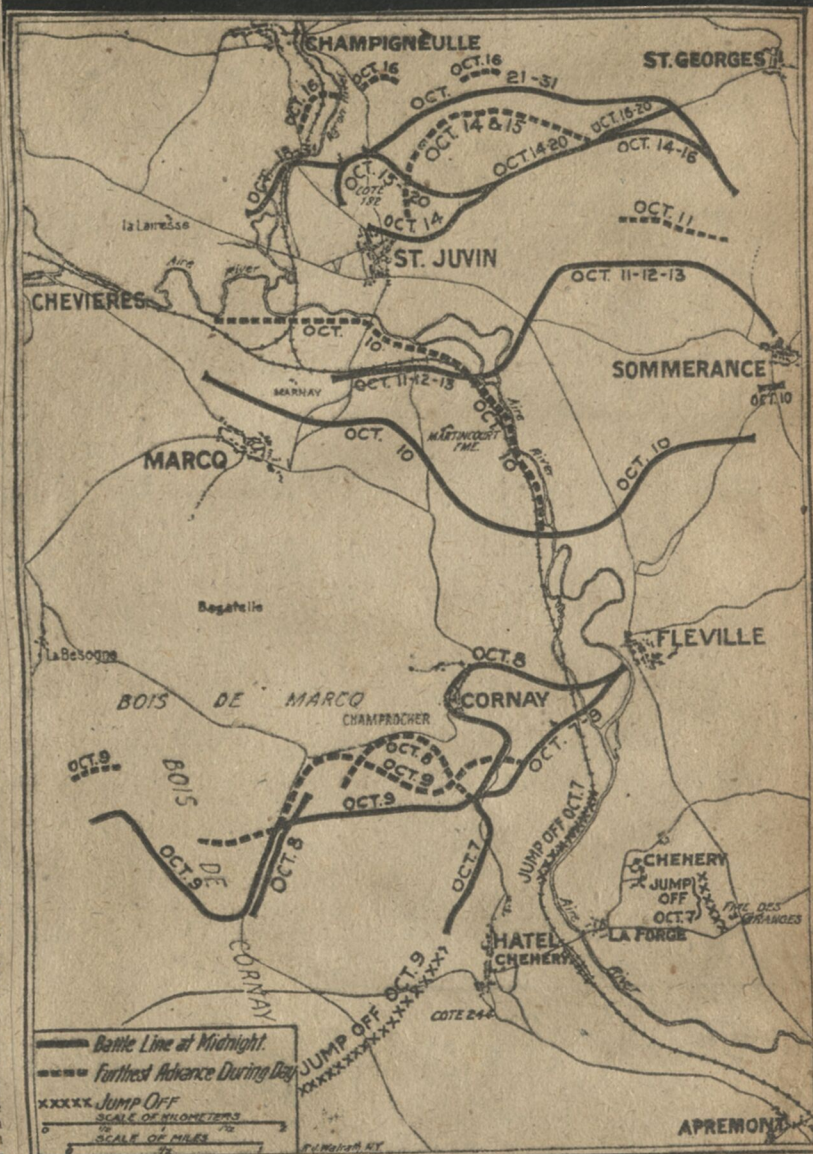 CHAMPIGNEULLE
ST. GEORGES
OCT. 16
OCT. 16
OCT. 16
OCT. 21-31
OCT. 14 & 15
OCT. 16-20
OCT. 14-20
OCT. 14-16
OCT. 15-20
COTE
182
OCT. 14
OCT. 11
ST. JUVIN
Aire River
CHEVIERES
OCT. 10
OCT. 11-12-13
SOMMERANCE
OCT. 10
OCT. 11-12-13
MARNAY
OCT. 10
MARTINCOURT
FME.
OCT. 10
Aire River
OCT. 10
MARCQ
Bagatelle
La Besogne
FLEVILLE
OCT. 8
CORNAY
BOIS DE MARCQ
CHAMPROCHER
OCT. 8
OCT. 9
OCT. 7-9
OCT. 9
BOIS DE CORNAY
OCT. 9
OCT. 9
OCT. 8
OCT. 7
JUMP OFF OCT. 7
CHEHERY
JUMP
OFF
OCT. 7
FME DES
GRANGES
LA FORGE
Aire River
HATEL
CHEHERY
COTE 244
JUMP OFF OCT. 9
APREMONT
Battle Line at Midnight.
Furthest Advance During Day
xxxxx JUMP OFF
SCALE OF KILOMETERS
SCALE OF MILES